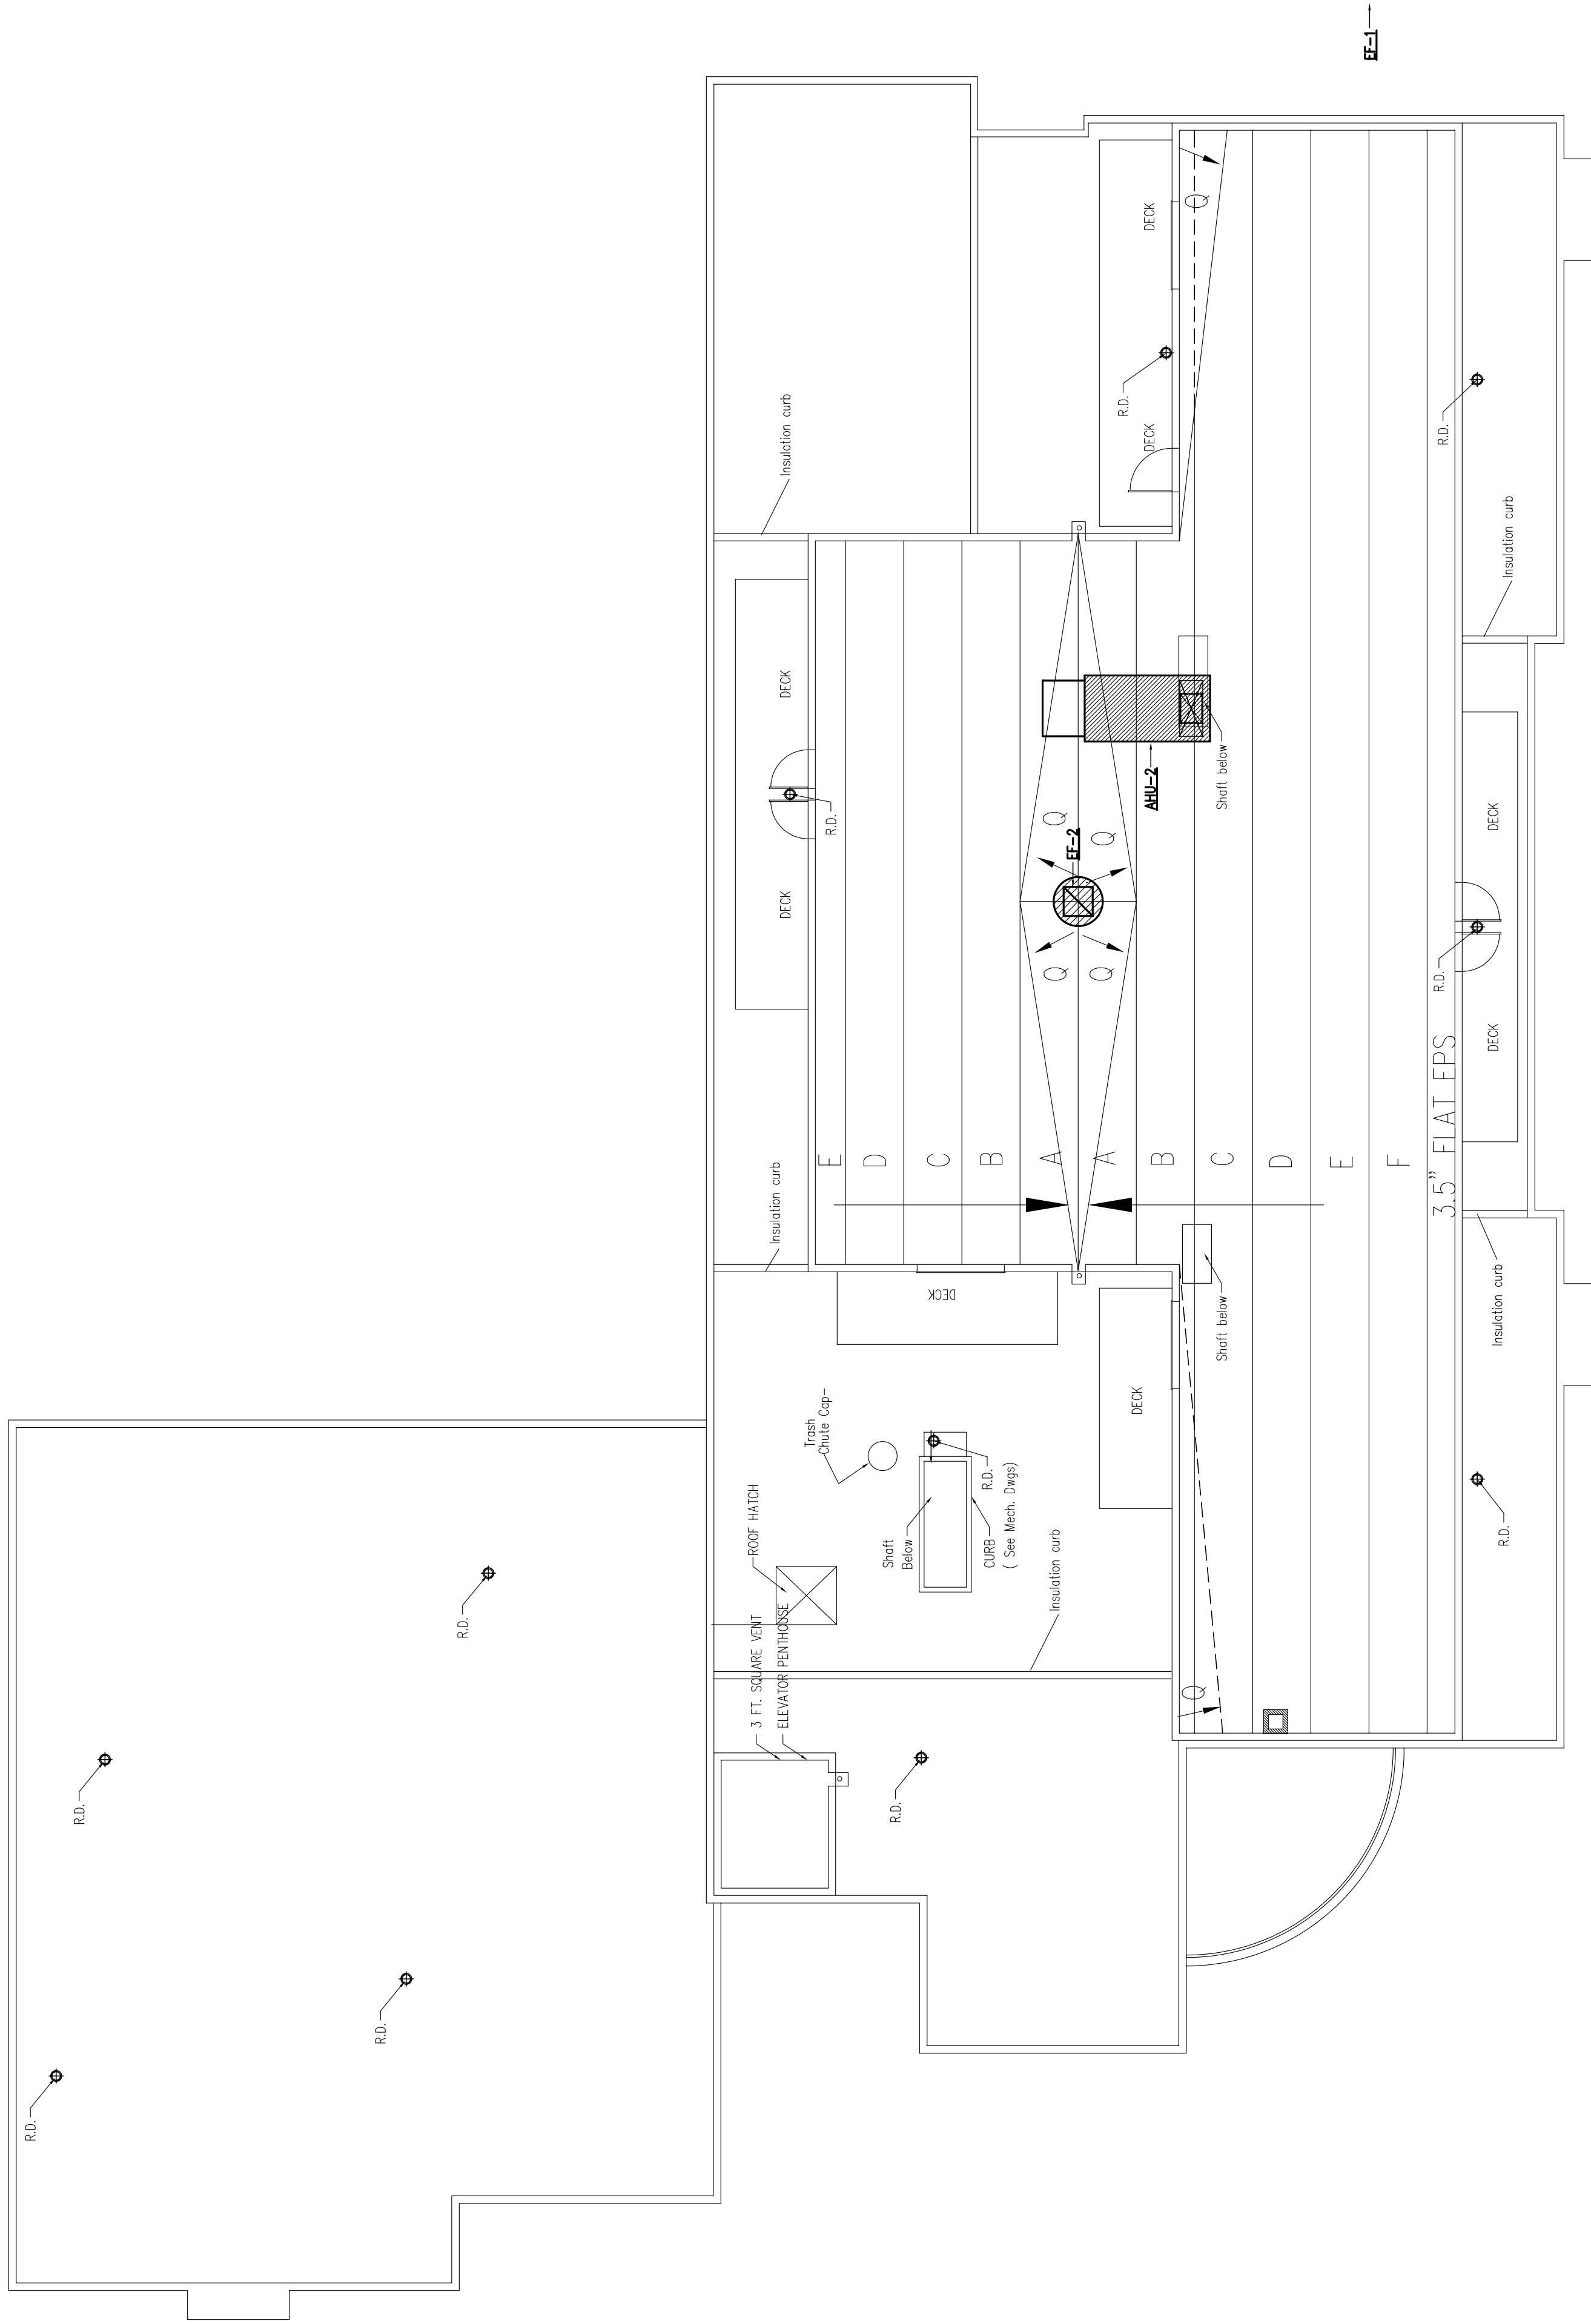 EF-1
Insulation curb
DECK
Q
R.D.
DECK
R.D.
Insulation curb
DECK
DECK
R.D.
AHU-2
Shaft below
EF-2
Q
Q
Q
Q
DECK
DECK
R.D.
Insulation curb
E
D
C
B
A
A
B
C
D
E
F
3.5" FLAT EPS
Insulation curb
DECK
Shaft below
DECK
Trash
Chute Cap
R.D.
Shaft
Below
CURB
( See Mech. Dwgs)
ROOF HATCH
Insulation curb
3 FT. SQUARE VENT
ELEVATOR PENTHOUSE
Q
R.D.
R.D.
R.D.
R.D.
R.D.
R.D.